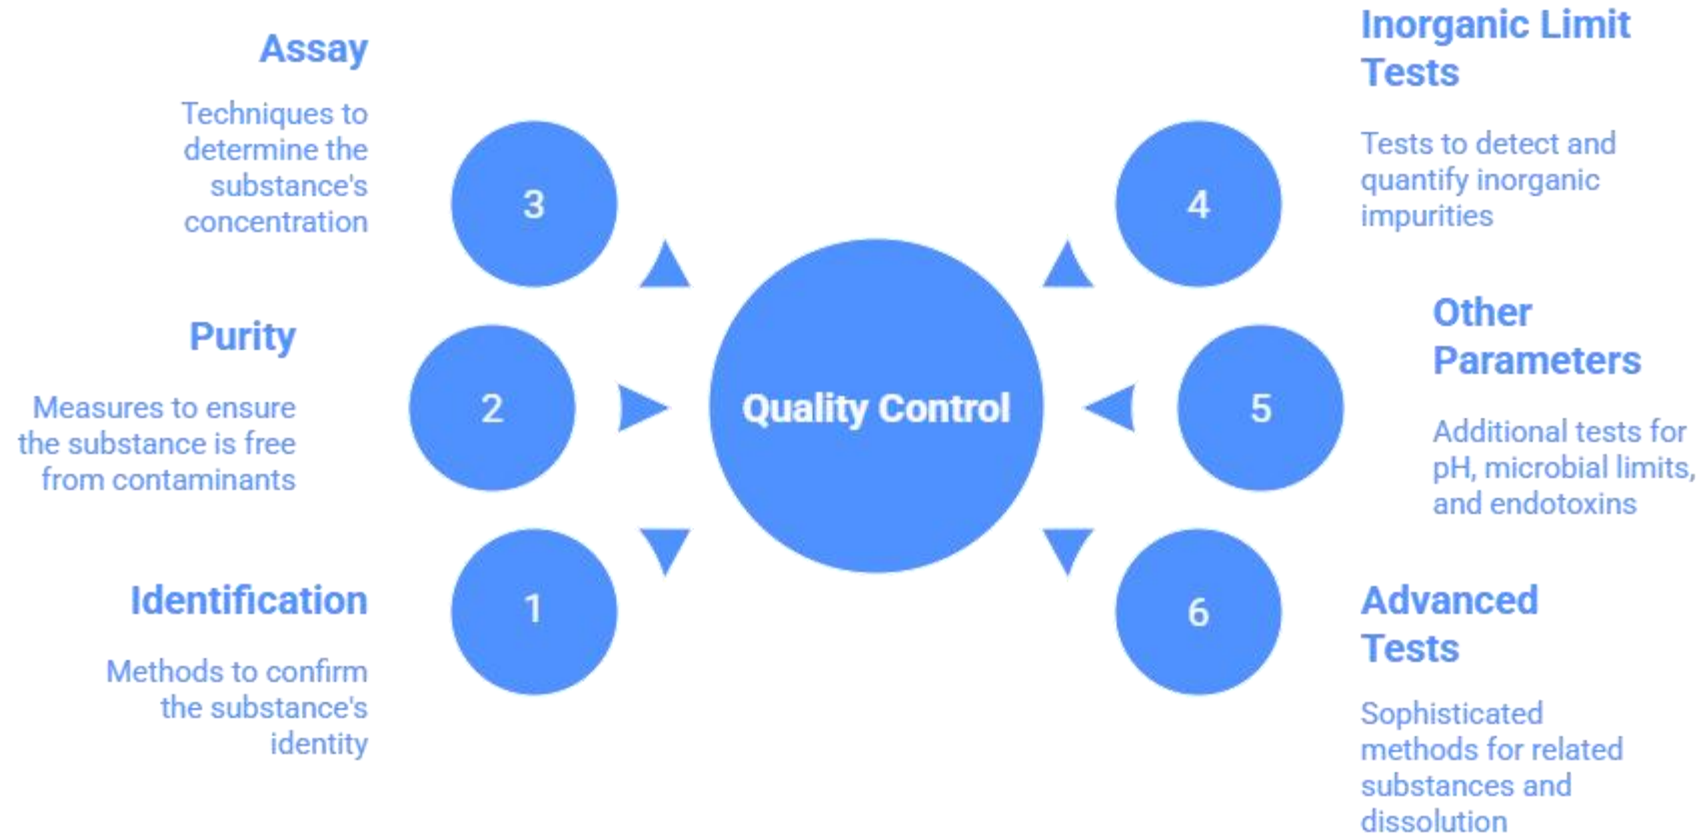 Assay
Techniques to
determine the
substance's
concentration
3
Purity
Measures to ensure
the substance is free
from contaminants
2
Identification
Methods to confirm
the substance's
identity
1
Quality Control
Inorganic Limit
Tests
Tests to detect and
quantify inorganic
impurities
4
Other
Parameters
Additional tests for
pH, microbial limits,
and endotoxins
5
Advanced
Tests
Sophisticated
methods for related
substances and
dissolution
6